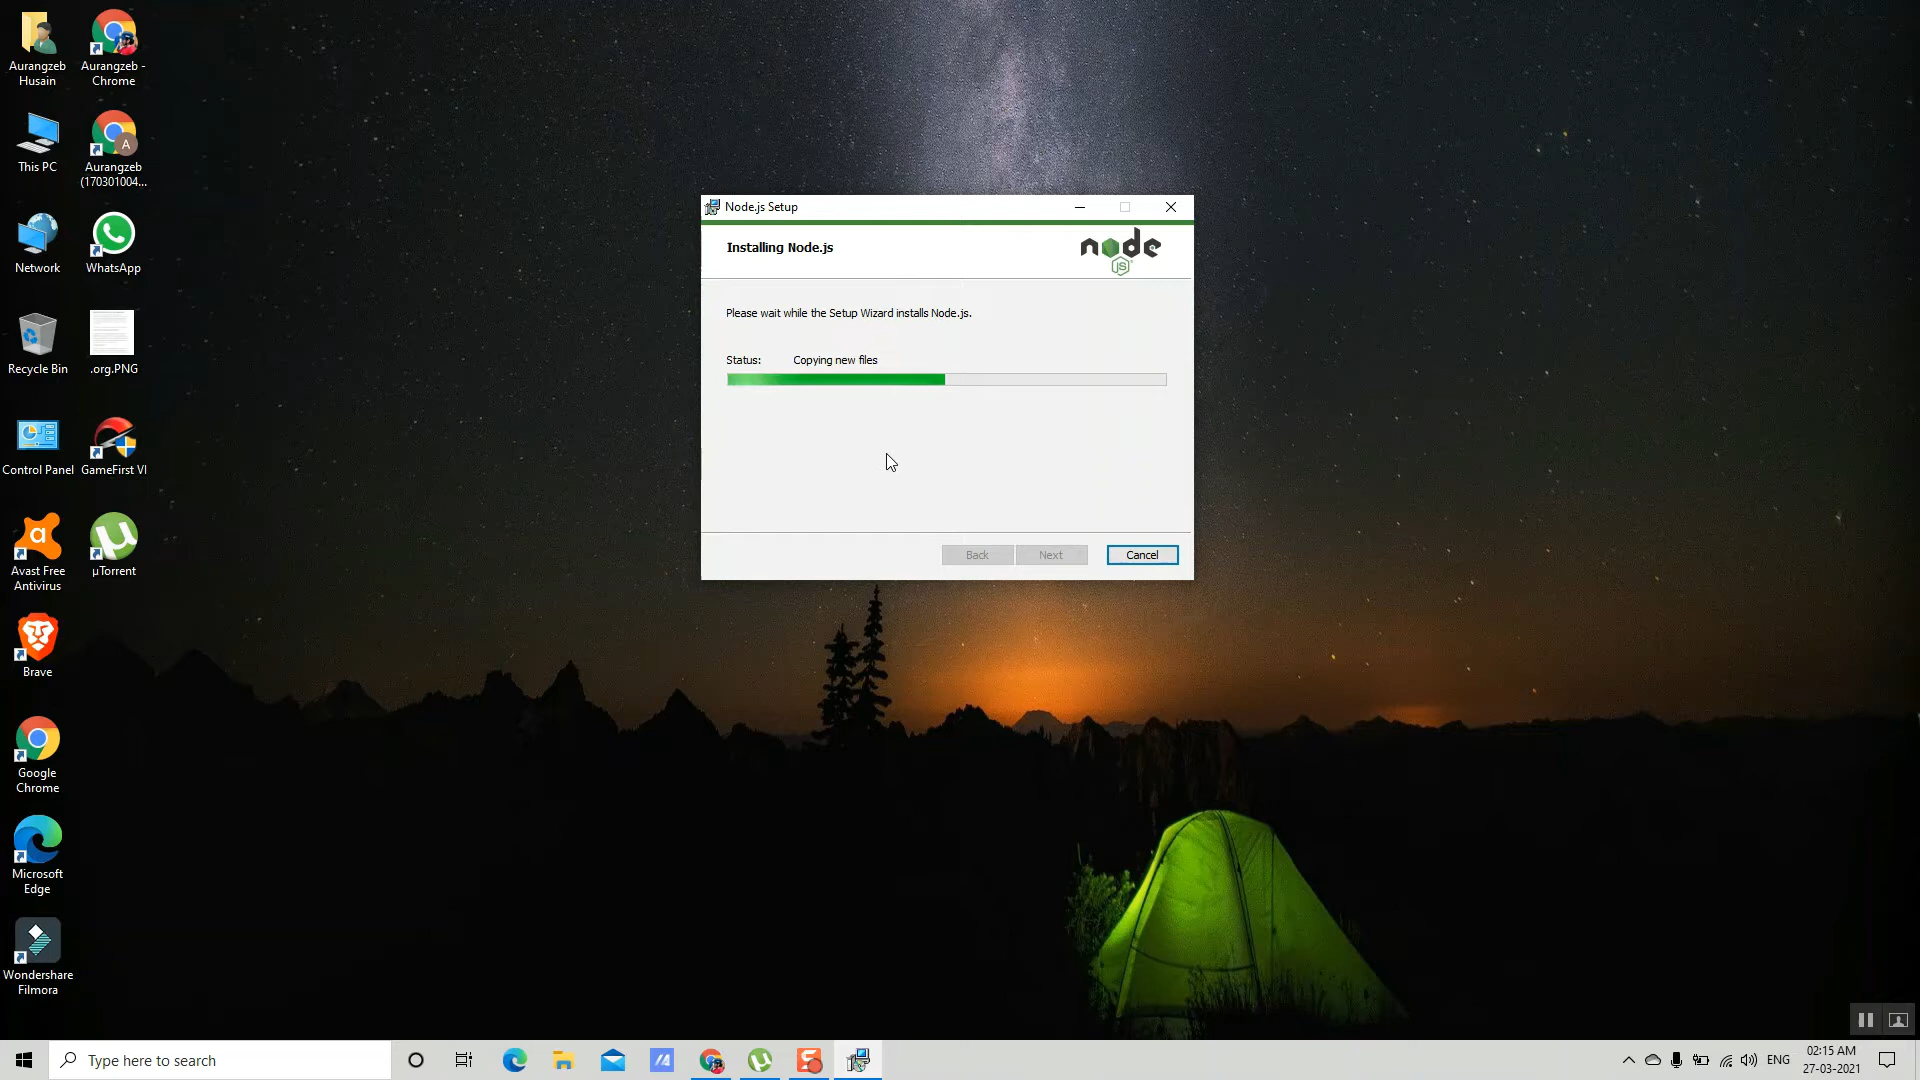 Aurangzeb
Husain
Aurangzeb -
Chrome
This PC
A
Aurangzeb
(170301004...
Network
WhatsApp
Recycle Bin
.org.PNG
Control Panel
GameFirst VI
Avast Free
Antivirus
µTorrent
Brave
Google
Chrome
Microsoft
Edge
Wondershare
Filmora
Node.js Setup
Installing Node.js
node
JS
Please wait while the Setup Wizard installs Node.js.
Status: Copying new files
Back
Next
Cancel
Type here to search
ENG
02:15 AM
27-03-2021